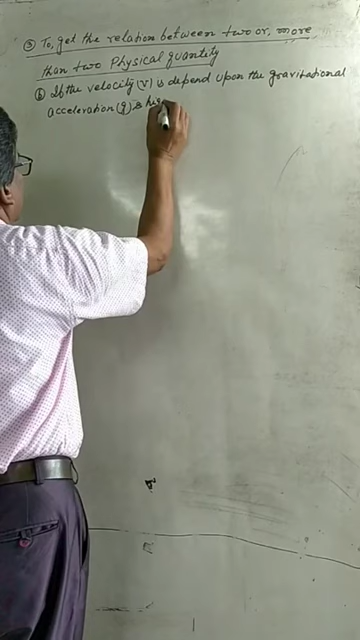 ③ To, get the relation between two or, more
than two Physical quantity
ⓑ If the velocity (v) is depend upon the gravitational
acceleration (g) & hi